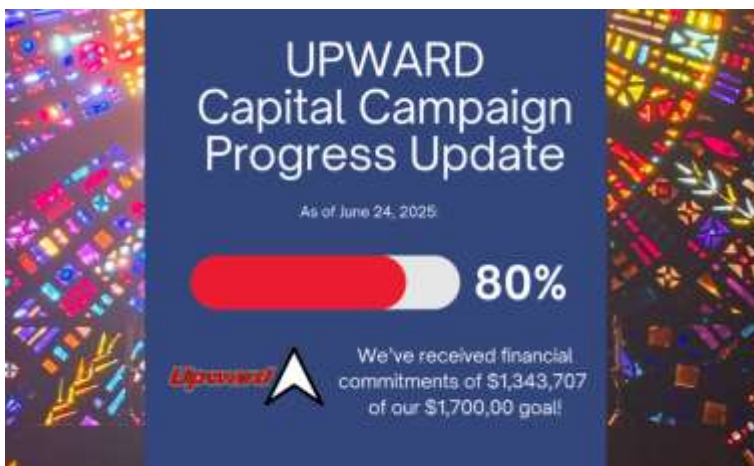 UPWARD
Capital Campaign
Progress Update
As of June 24, 2025:
80%
Upward
We've received financial
commitments of $1,343,707
of our $1,700,00 goal!